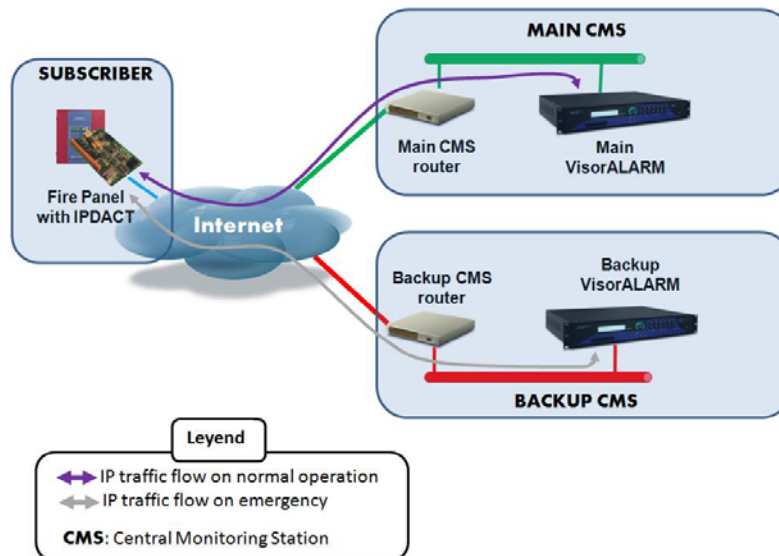 MAIN CMS
SUBSCRIBER
Main CMS
router
Main
VisorALARM
Fire Panel
with IPDACT
Internet
Backup CMS
router
Backup
VisorALARM
BACKUP CMS
Leyend
IP traffic flow on normal operation
IP traffic flow on emergency
CMS: Central Monitoring Station